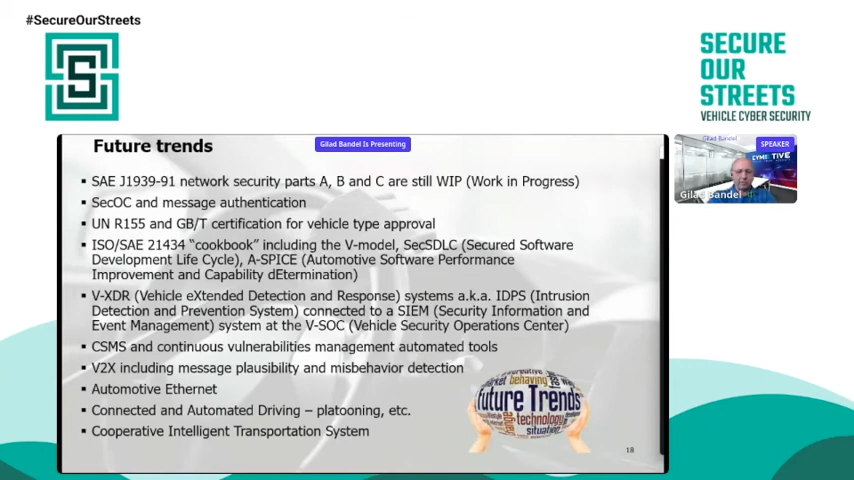 #SecureOurStreets
S
SECURE
OUR
STREETS
VEHICLE CYBER SECURITY
Future trends
Gilad Bandel Is Presenting
▪ SAE J1939-91 network security parts A, B and C are still WIP (Work in Progress)
▪ SecOC and message authentication
▪ UN R155 and GB/T certification for vehicle type approval
▪ ISO/SAE 21434 “cookbook” including the V-model, SecSDLC (Secured Software
Development Life Cycle), A-SPICE (Automotive Software Performance
Improvement and Capability dEtermination)
▪ V-XDR (Vehicle eXtended Detection and Response) systems a.k.a. IDPS (Intrusion
Detection and Prevention System) connected to a SIEM (Security Information and
Event Management) system at the V-SOC (Vehicle Security Operations Center)
▪ CSMS and continuous vulnerabilities management automated tools
▪ V2X including message plausibility and misbehavior detection
▪ Automotive Ethernet
▪ Connected and Automated Driving – platooning, etc.
▪ Cooperative Intelligent Transportation System
market behaving
future Trends
technology
situation
18
Gilad Bandel
SPEAKER
Gilad Bandel